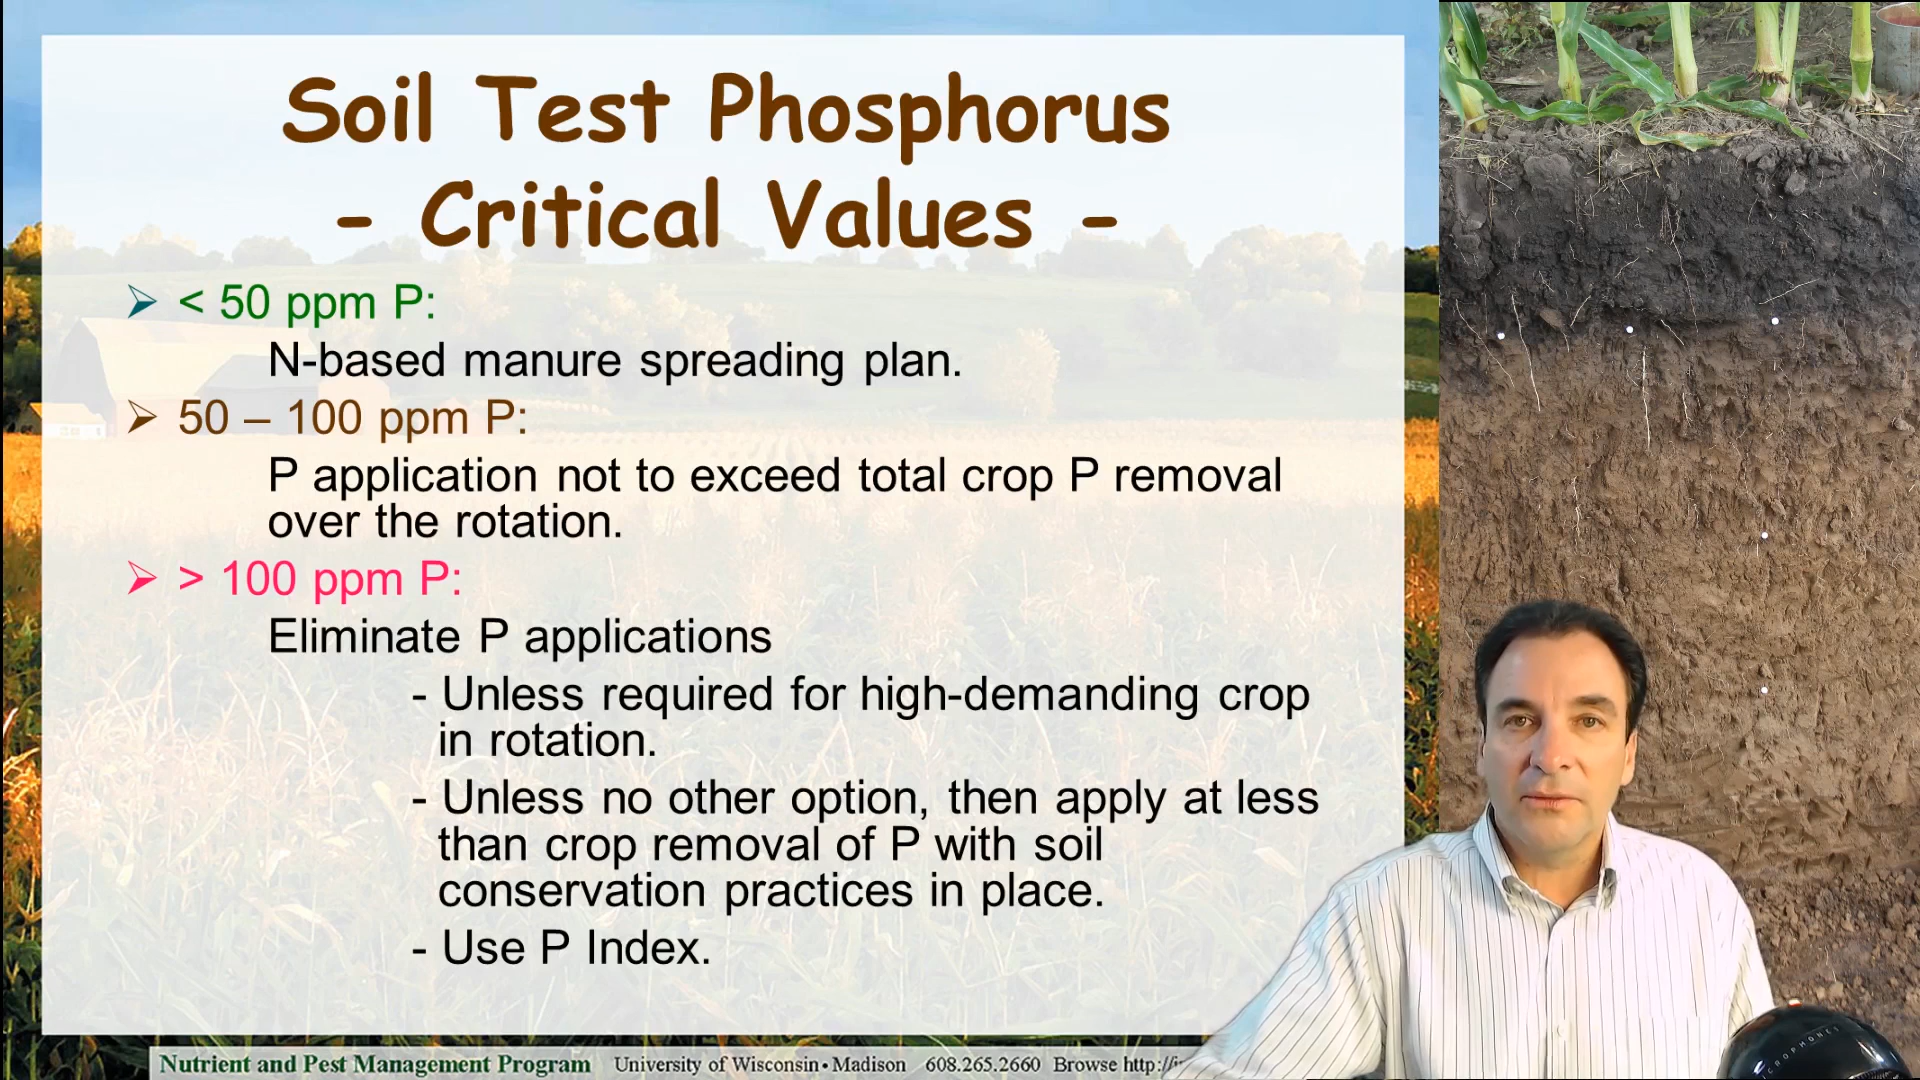 Soil Test Phosphorus
- Critical Values -
➢ < 50 ppm P:
N-based manure spreading plan.
➢ 50 – 100 ppm P:
P application not to exceed total crop P removal
over the rotation.
➢ > 100 ppm P:
Eliminate P applications
- Unless required for high-demanding crop
in rotation.
- Unless no other option, then apply at less
than crop removal of P with soil
conservation practices in place.
- Use P Index.
Nutrient and Pest Management Program University of Wisconsin•Madison 608.265.2660 Browse